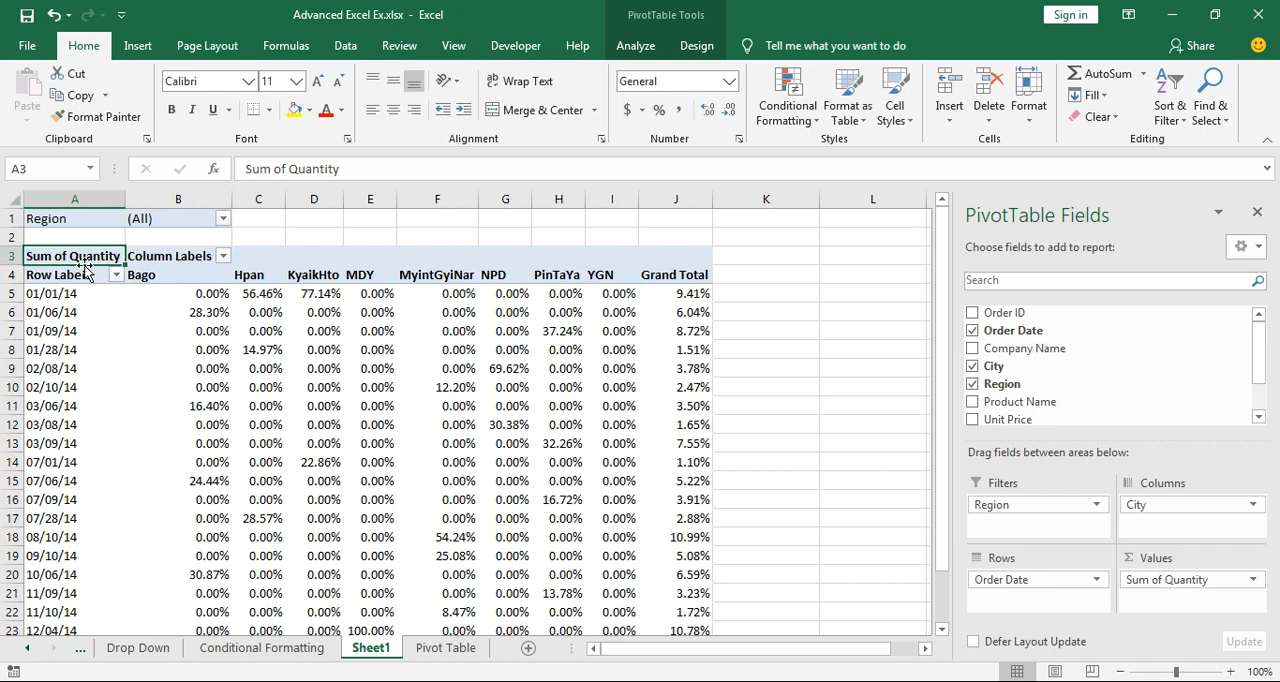 Advanced Excel Ex.xlsx - Excel
PivotTable Tools
Sign in
File Home Insert Page Layout Formulas Data Review View Developer Help Analyze Design Tell me what you want to do Share
Paste
Cut
Copy
Format Painter
Clipboard
Calibri 11
B I U
A
Font
Wrap Text
Merge & Center
Alignment
General
$ % ,
Number
Conditional Formatting
Format as Table
Cell Styles
Styles
Insert Delete Format
Cells
AutoSum
Fill
Clear
Sort & Filter
Find & Select
Editing
A3 fx Sum of Quantity
A B C D E F G H I J K L
1 Region (All)
2
3 Sum of Quantity Column Labels
4 Row Labels Bago Hpan KyaikHto MDY MyintGyiNar NPD PinTaYa YGN Grand Total
5 01/01/14 0.00% 56.46% 77.14% 0.00% 0.00% 0.00% 0.00% 0.00% 9.41%
6 01/06/14 28.30% 0.00% 0.00% 0.00% 0.00% 0.00% 0.00% 0.00% 6.04%
7 01/09/14 0.00% 0.00% 0.00% 0.00% 0.00% 0.00% 37.24% 0.00% 8.72%
8 01/28/14 0.00% 14.97% 0.00% 0.00% 0.00% 0.00% 0.00% 0.00% 1.51%
9 02/08/14 0.00% 0.00% 0.00% 0.00% 0.00% 69.62% 0.00% 0.00% 3.78%
10 02/10/14 0.00% 0.00% 0.00% 0.00% 12.20% 0.00% 0.00% 0.00% 2.47%
11 03/06/14 16.40% 0.00% 0.00% 0.00% 0.00% 0.00% 0.00% 0.00% 3.50%
12 03/08/14 0.00% 0.00% 0.00% 0.00% 0.00% 30.38% 0.00% 0.00% 1.65%
13 03/09/14 0.00% 0.00% 0.00% 0.00% 0.00% 0.00% 32.26% 0.00% 7.55%
14 07/01/14 0.00% 0.00% 22.86% 0.00% 0.00% 0.00% 0.00% 0.00% 1.10%
15 07/06/14 24.44% 0.00% 0.00% 0.00% 0.00% 0.00% 0.00% 0.00% 5.22%
16 07/09/14 0.00% 0.00% 0.00% 0.00% 0.00% 0.00% 16.72% 0.00% 3.91%
17 07/28/14 0.00% 28.57% 0.00% 0.00% 0.00% 0.00% 0.00% 0.00% 2.88%
18 08/10/14 0.00% 0.00% 0.00% 0.00% 54.24% 0.00% 0.00% 0.00% 10.99%
19 09/10/14 0.00% 0.00% 0.00% 0.00% 25.08% 0.00% 0.00% 0.00% 5.08%
20 10/06/14 30.87% 0.00% 0.00% 0.00% 0.00% 0.00% 0.00% 0.00% 6.59%
21 11/09/14 0.00% 0.00% 0.00% 0.00% 0.00% 0.00% 13.78% 0.00% 3.23%
22 11/10/14 0.00% 0.00% 0.00% 0.00% 8.47% 0.00% 0.00% 0.00% 1.72%
23 12/04/14 0.00% 0.00% 0.00% 100.00% 0.00% 0.00% 0.00% 0.00% 10.78%
PivotTable Fields
Choose fields to add to report:
Search
Order ID
Order Date
Company Name
City
Region
Product Name
Unit Price
Drag fields between areas below:
Filters
Region
Columns
City
Rows
Order Date
Σ Values
Sum of Quantity
Defer Layout Update Update
... Drop Down Conditional Formatting Sheet1 Pivot Table
100%